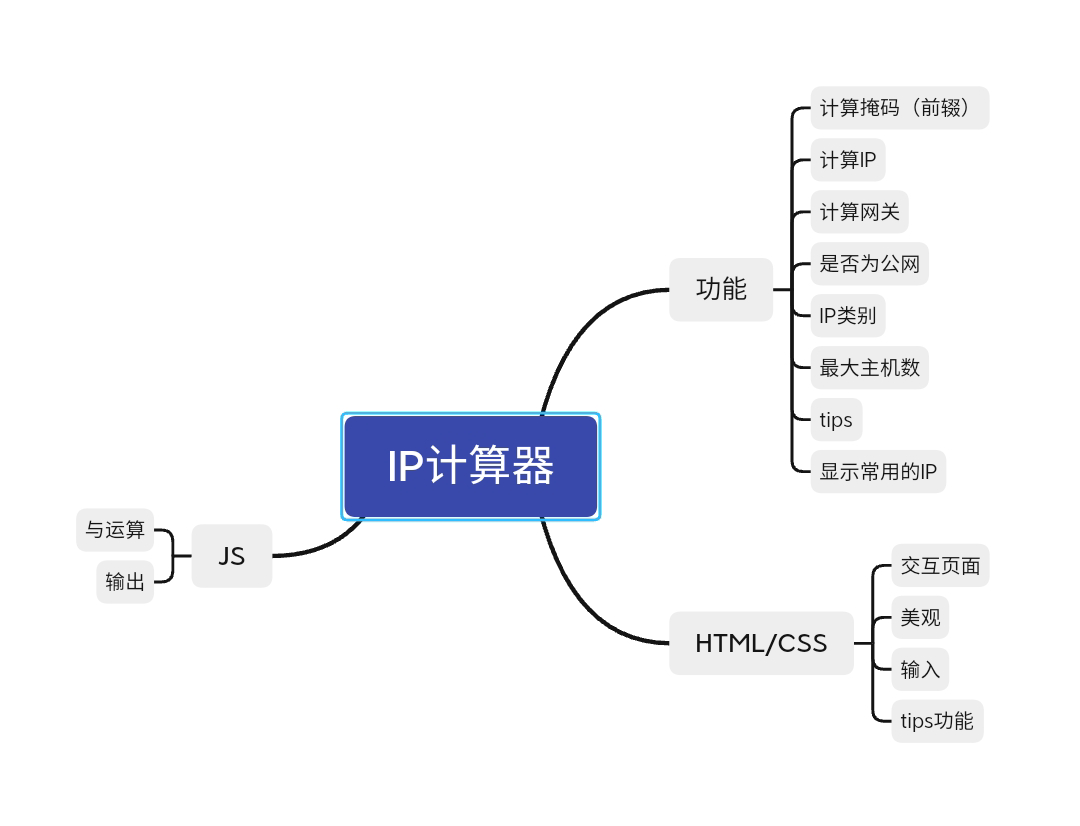 IP计算器
功能
计算掩码（前辍）
计算IP
计算网关
是否为公网
IP类别
最大主机数
tips
显示常用的IP
HTML/CSS
交互页面
美观
输入
tips功能
JS
与运算
输出